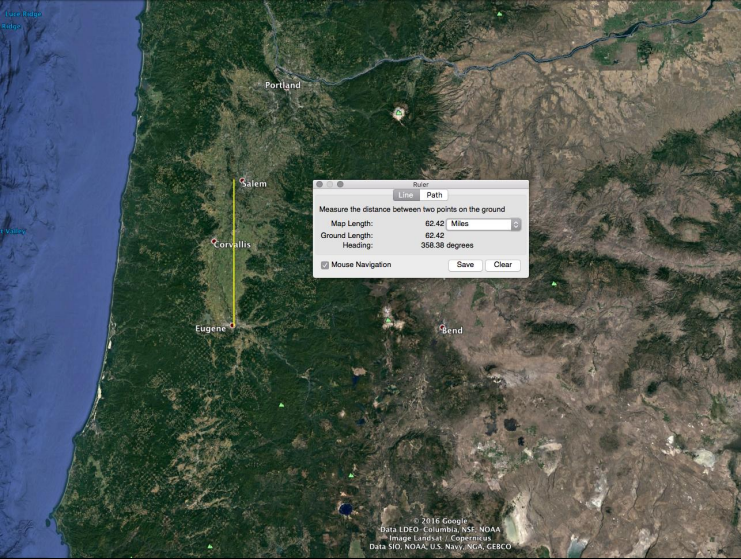 Ridge
Portland
Salem
Ruler
Line Path
Measure the distance between two points on the ground
Map Length: 62.42 Miles
Ground Length: 62.42
Heading: 358.38 degrees
Mouse Navigation Save Clear
Corvallis
Eugene
Bend
© 2016 Google
Data LDEO-Columbia, NSF, NOAA
Image Landsat / Copernicus
Data SIO, NOAA, U.S. Navy, NGA, GEBCO